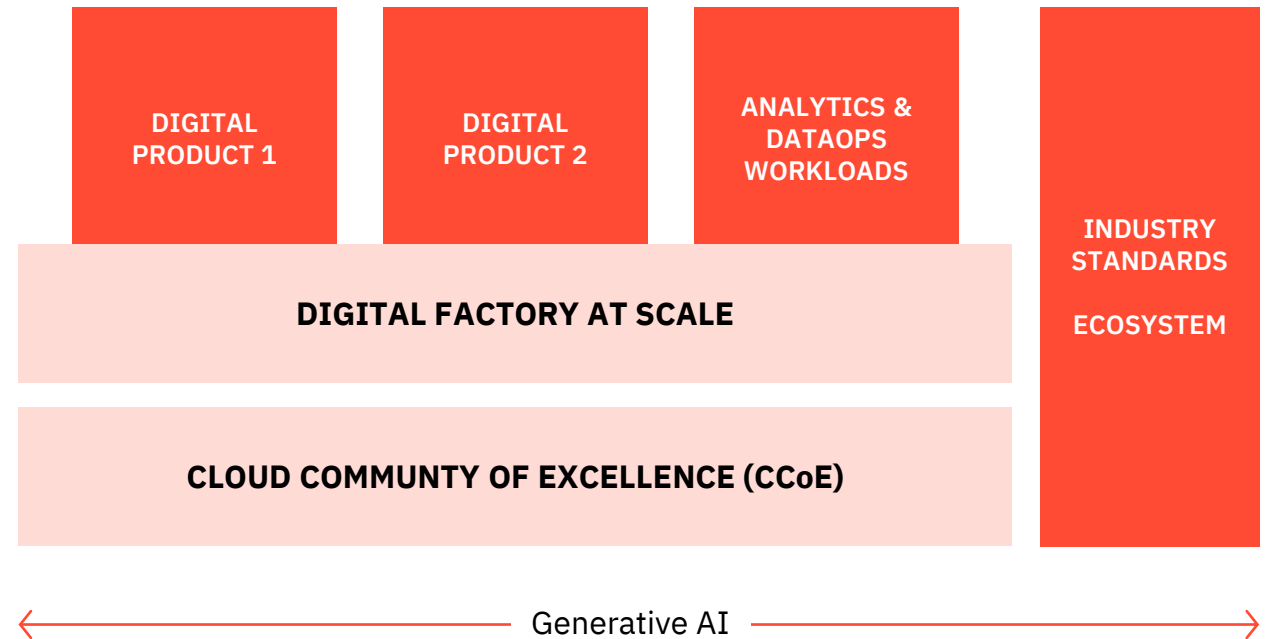 DIGITAL
PRODUCT 1
DIGITAL
PRODUCT 2
ANALYTICS &
DATAOPS
WORKLOADS
INDUSTRY
STANDARDS
ECOSYSTEM
DIGITAL FACTORY AT SCALE
CLOUD COMMUNTY OF EXCELLENCE (CCoE)
Generative AI